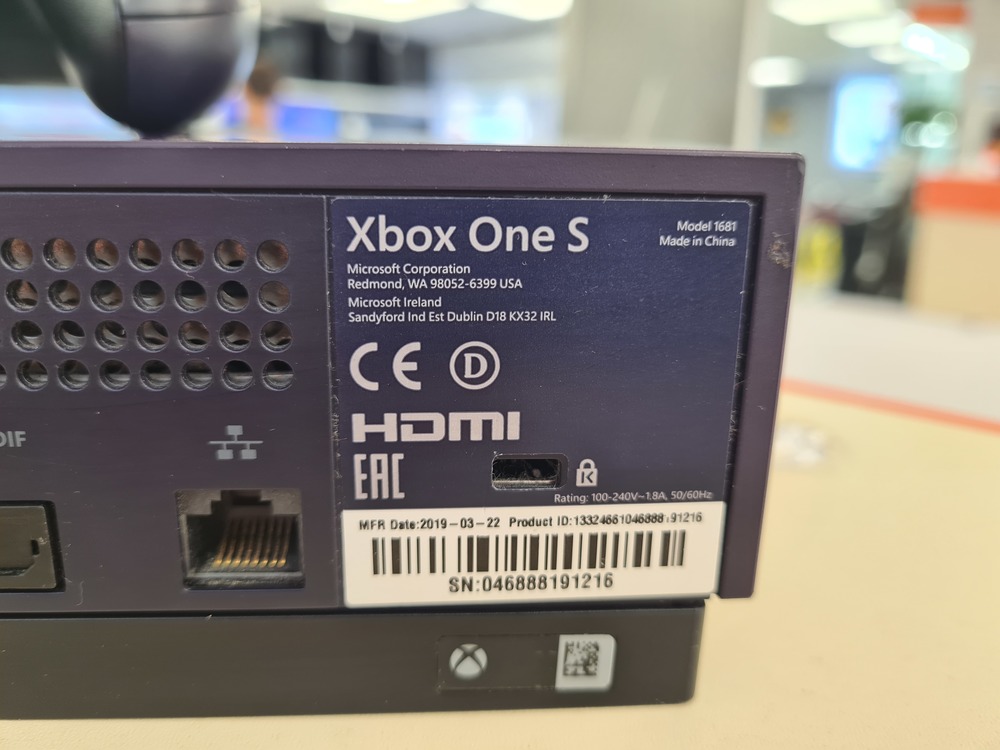 Xbox One S
Model 1681
Made in China
Microsoft Corporation
Redmond, WA 98052-6399 USA
Microsoft Ireland
Sandyford Ind Est Dublin D18 KX32 IRL
CE D
HDMI
DIF
EAC
K
Rating: 100-240V~1.8A, 50/60Hz
MFR Date:2019-03-22 Product
SN:046888191216